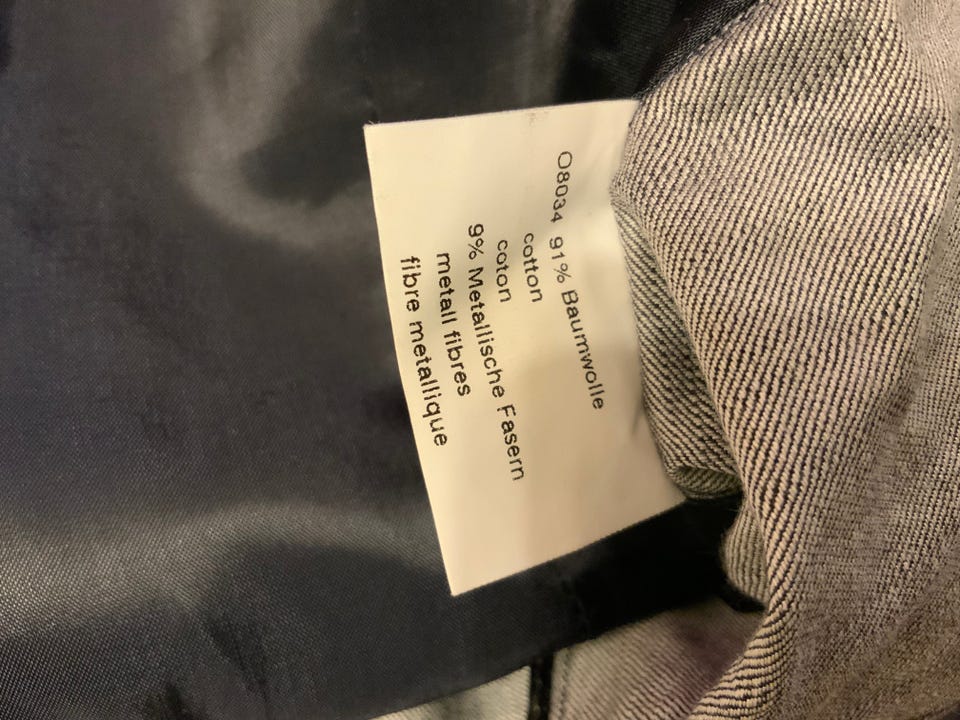 O8034 91% Baumwolle
cotton
coton
9% Metallische Fasern
metall fibres
fibre metallique